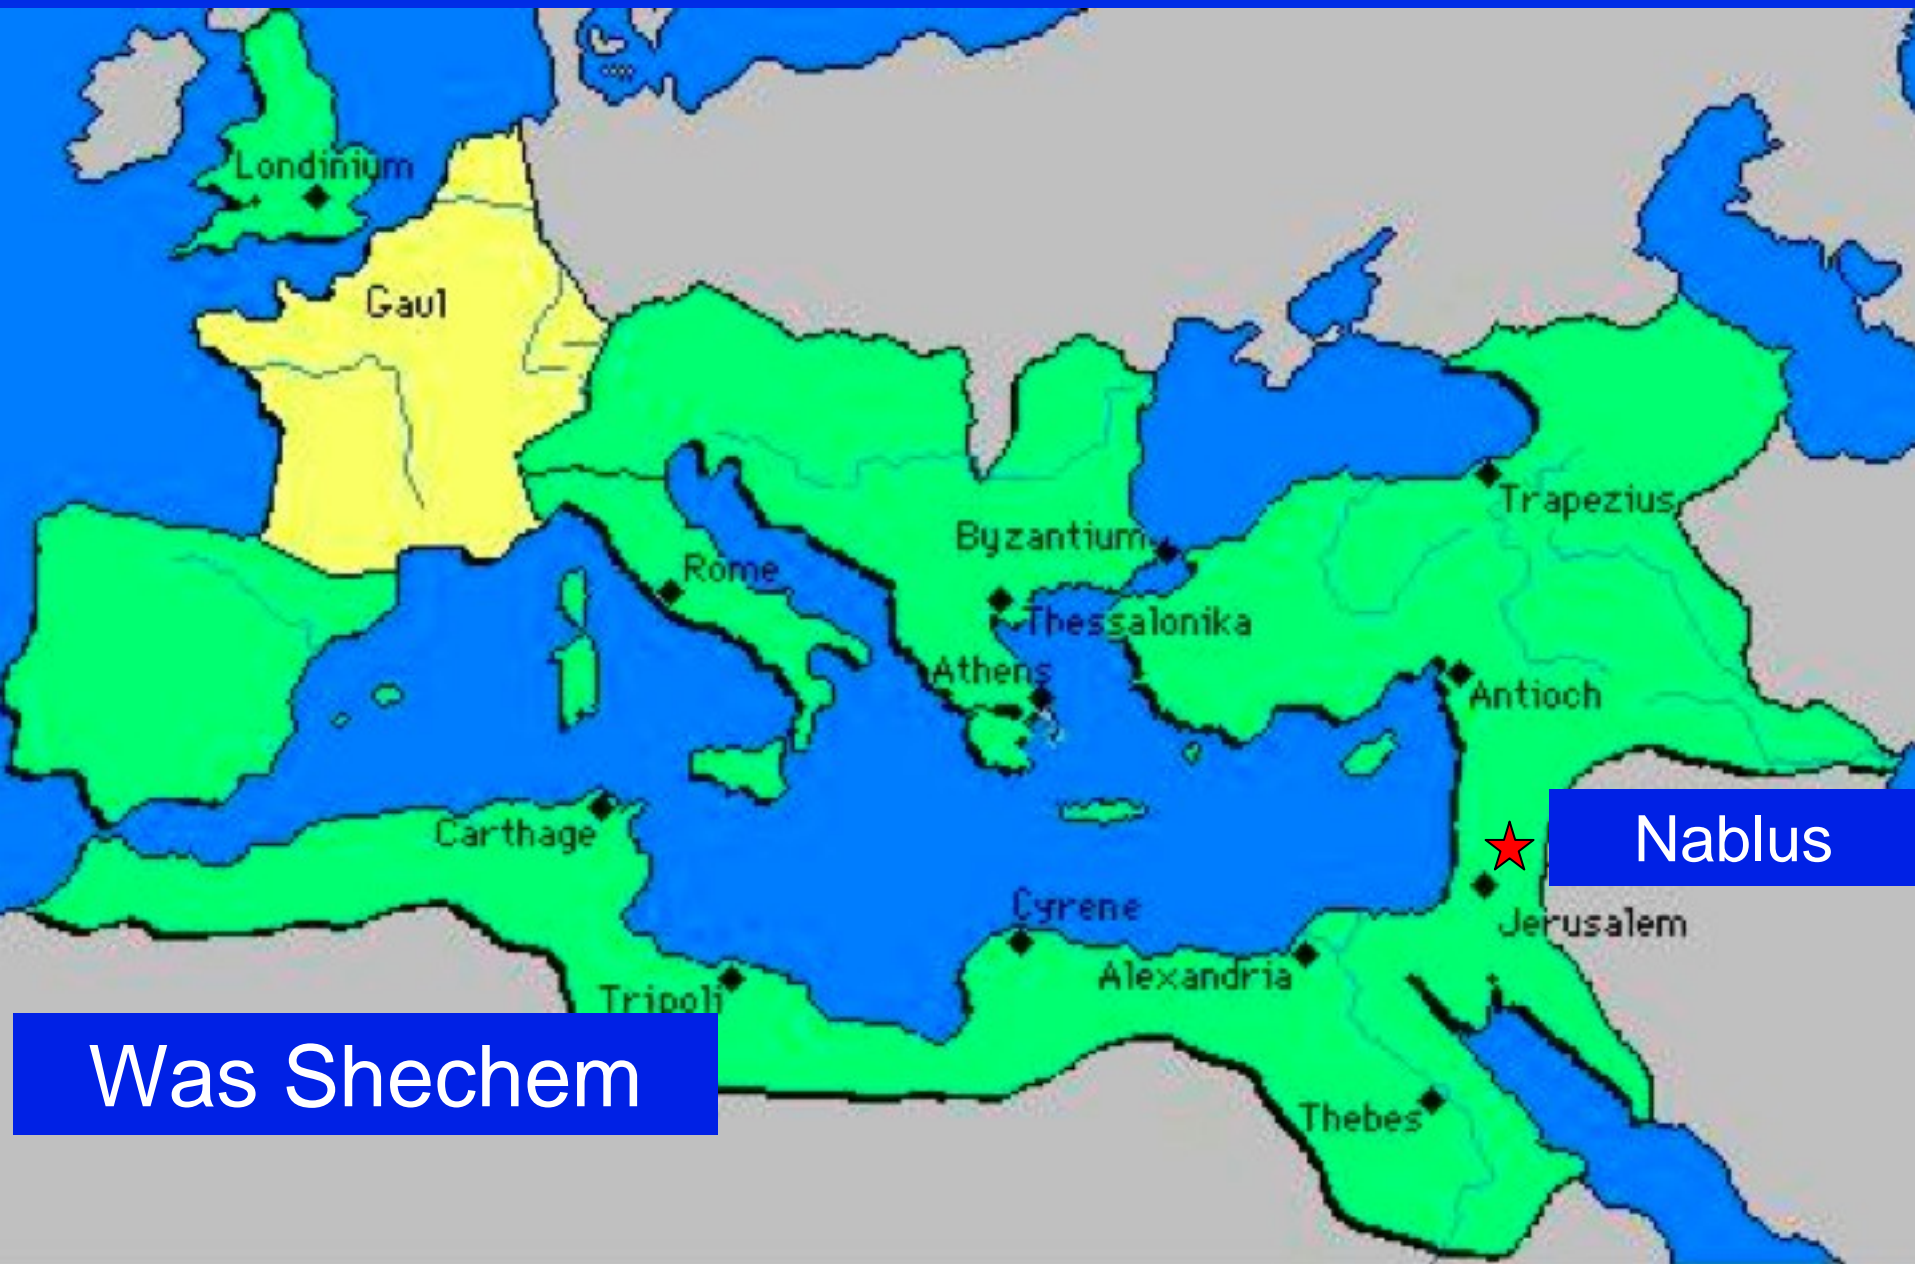 Londinium
Gaul
Trapezius
Byzantium
Rome
Thessalonika
Athens
Antioch
Carthage
Nablus
Cyrene
Jerusalem
Alexandria
Tripoli
Was Shechem
Thebes